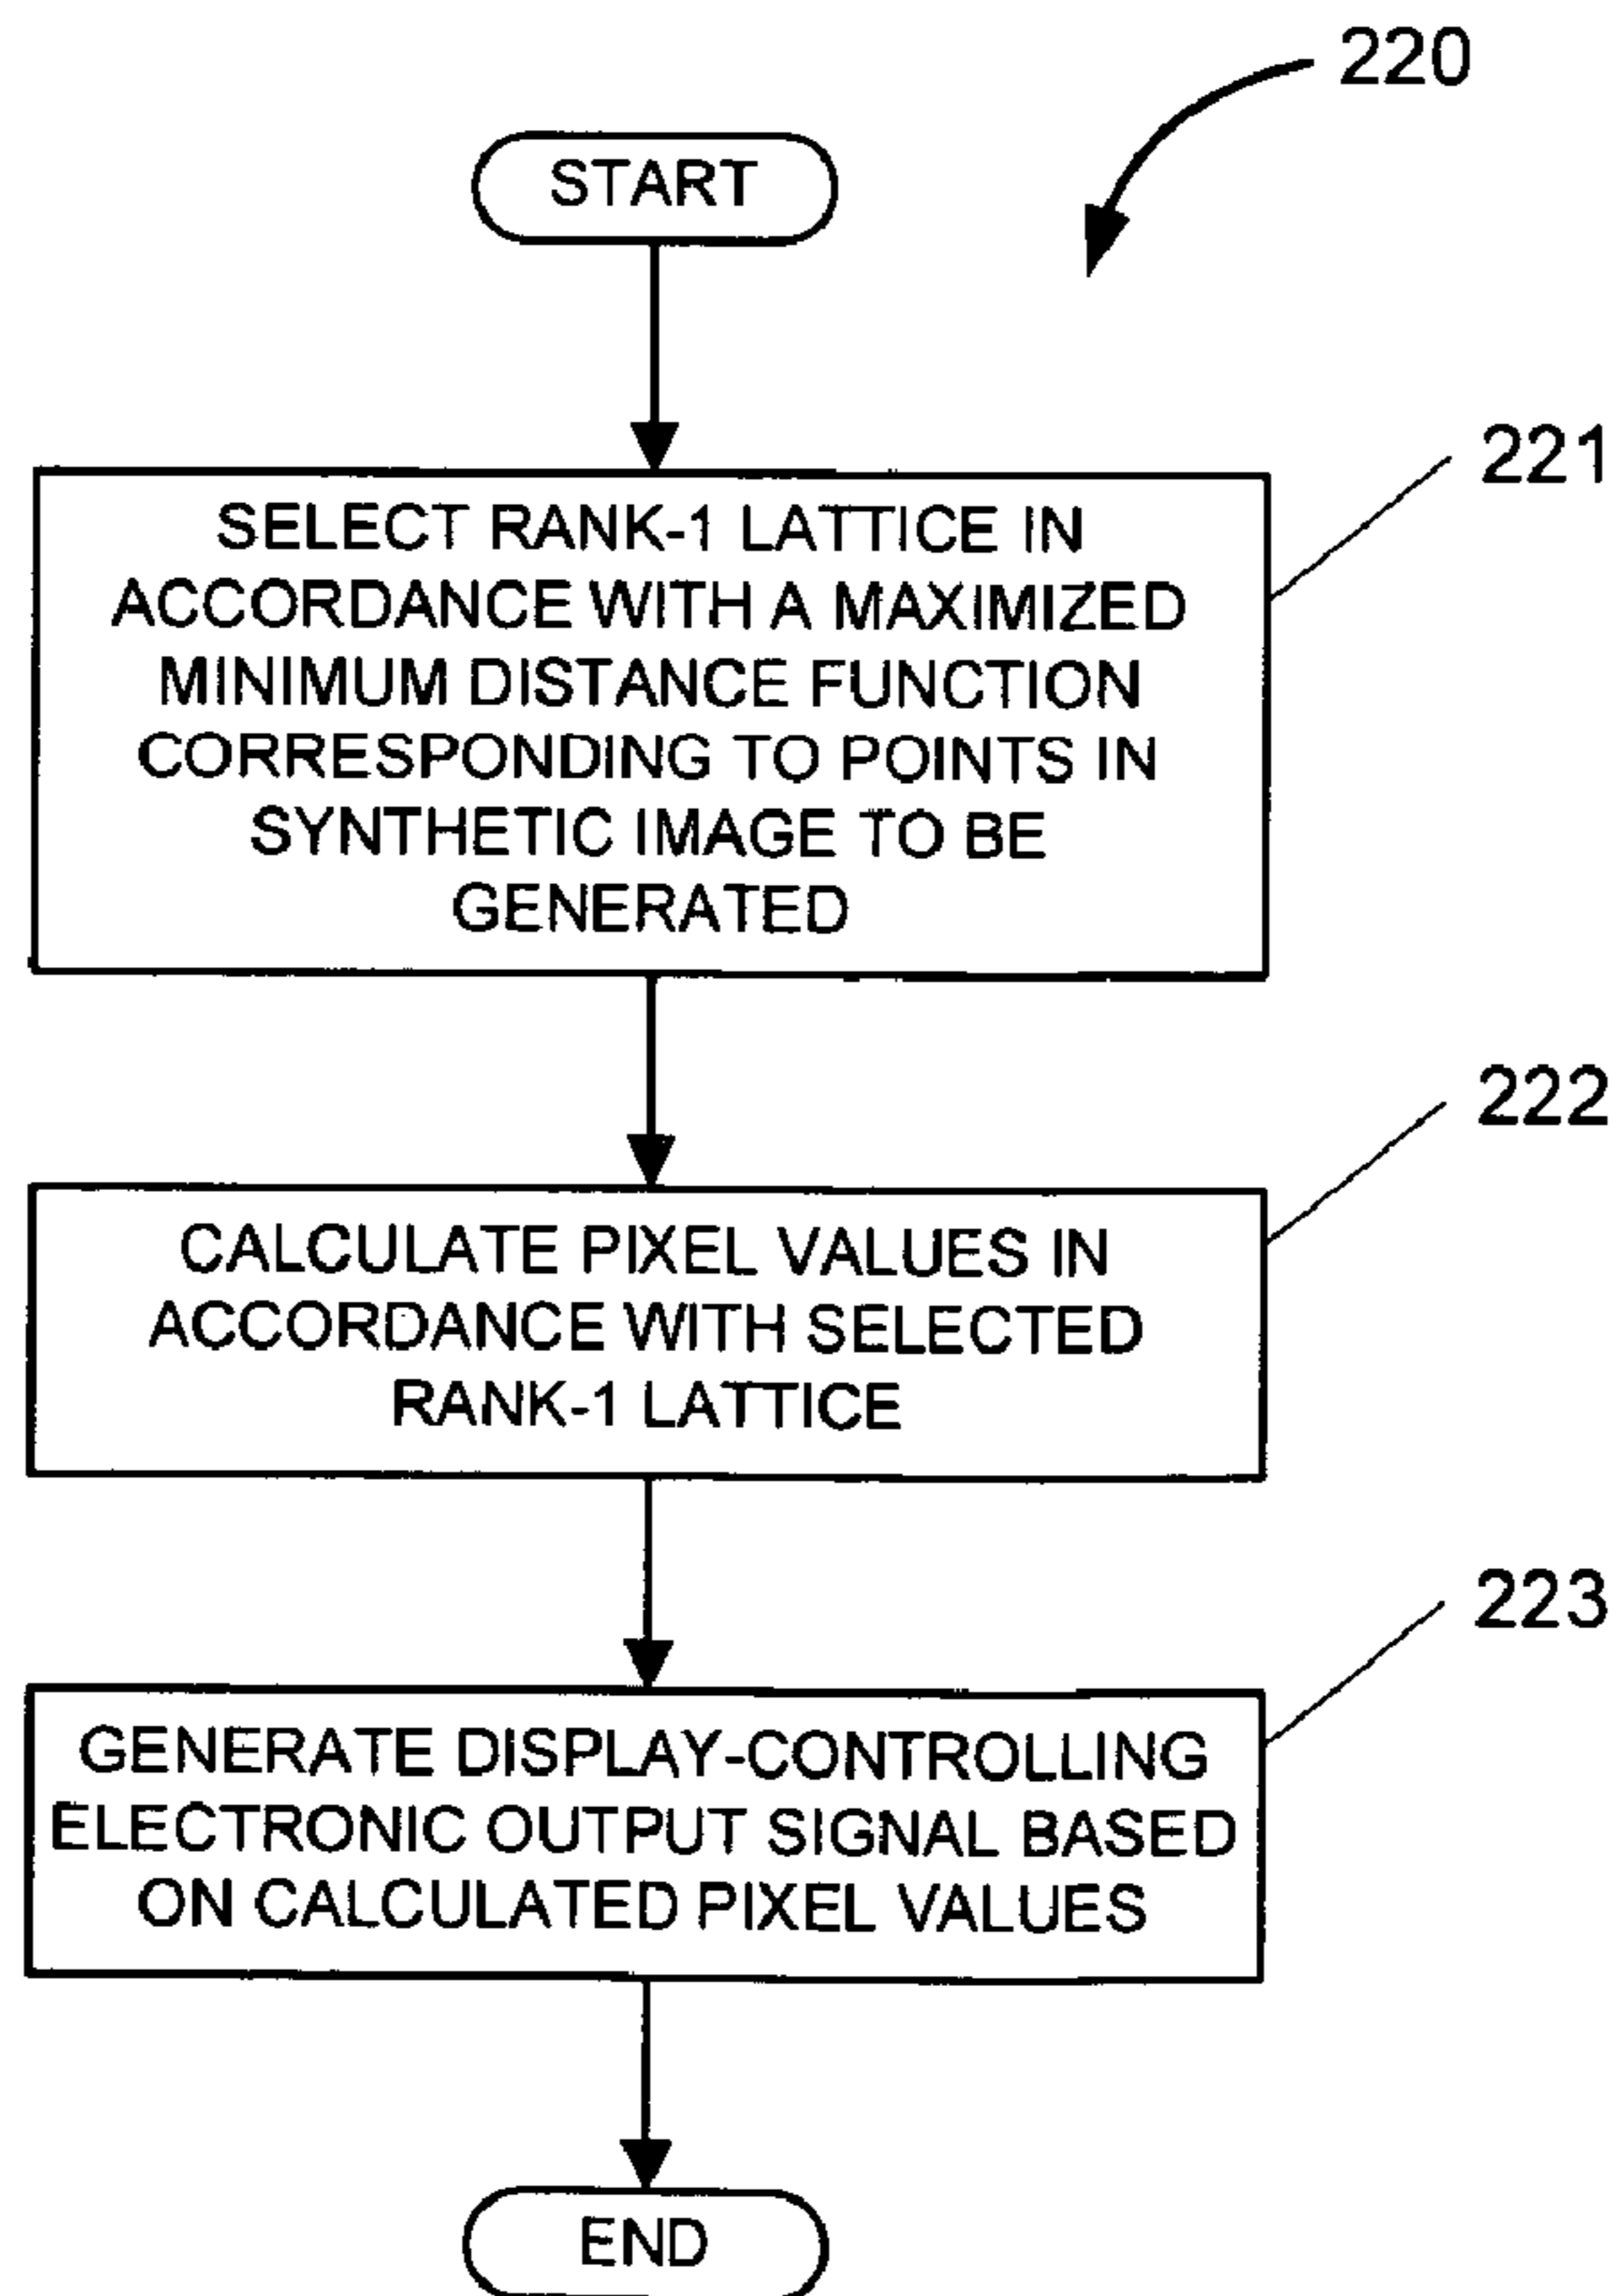 220
START
221
SELECT RANK-1 LATTICE IN
ACCORDANCE WITH A MAXIMIZED
MINIMUM DISTANCE FUNCTION
CORRESPONDING TO POINTS IN
SYNTHETIC IMAGE TO BE
GENERATED
222
CALCULATE PIXEL VALUES IN
ACCORDANCE WITH SELECTED
RANK-1 LATTICE
223
GENERATE DISPLAY-CONTROLLING
ELECTRONIC OUTPUT SIGNAL BASED
ON CALCULATED PIXEL VALUES
END